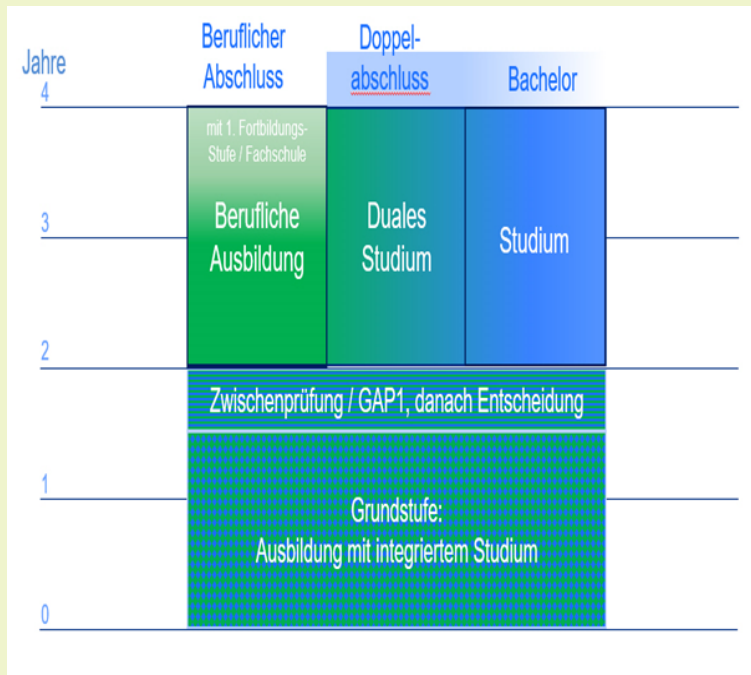 Jahre
Beruflicher
Abschluss
Doppel-
abschluss
Bachelor
4
mit 1. Fortbildungs-
Stufe / Fachschule
Berufliche
Ausbildung
Duales
Studium
Studium
3
2
Zwischenprüfung / GAP1, danach Entscheidung
1
Grundstufe:
Ausbildung mit integriertem Studium
0